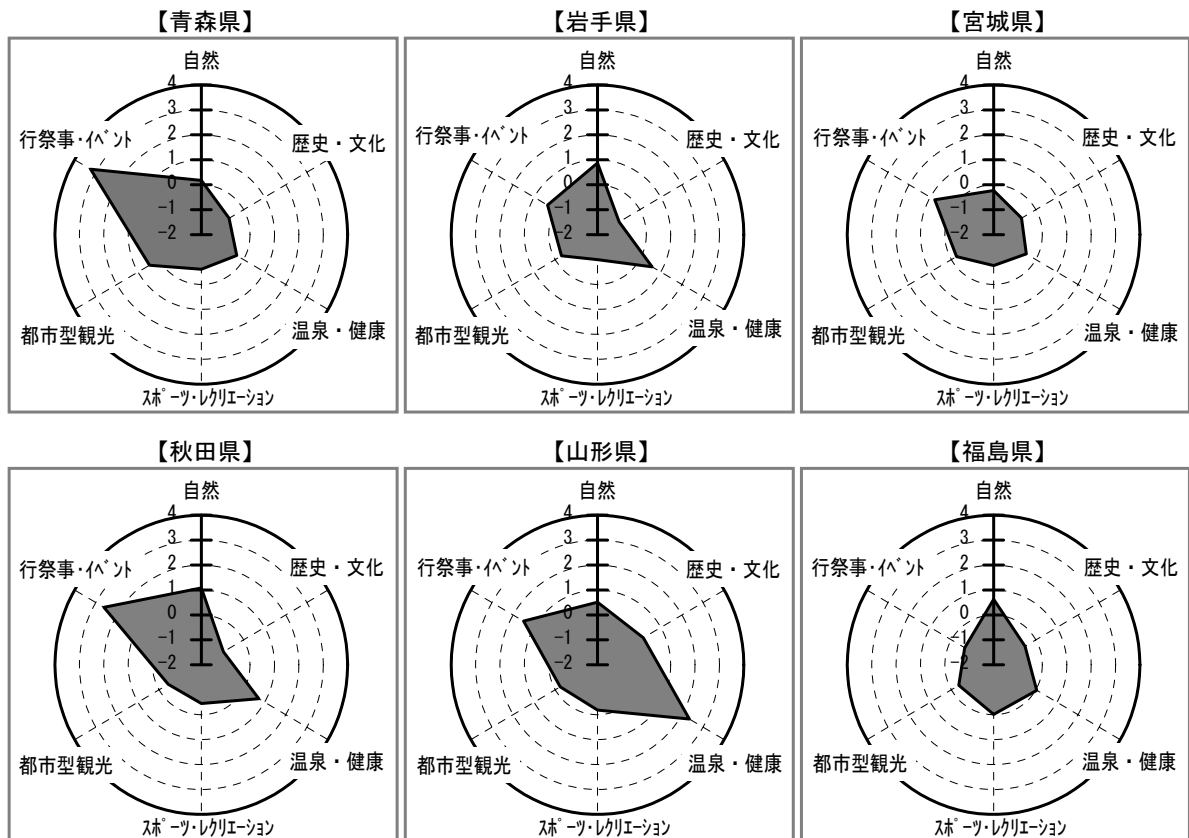 【青森県】
自然
歴史・文化
温泉・健康
ｽﾎﾟｰﾂ・ﾚｸﾘｴｰｼｮﾝ
都市型観光
行祭事・ｲﾍﾞﾝﾄ
4
3
2
1
0
-1
-2
【岩手県】
自然
歴史・文化
温泉・健康
ｽﾎﾟｰﾂ・ﾚｸﾘｴｰｼｮﾝ
都市型観光
行祭事・ｲﾍﾞﾝﾄ
4
3
2
1
0
-1
-2
【宮城県】
自然
歴史・文化
温泉・健康
ｽﾎﾟｰﾂ・ﾚｸﾘｴｰｼｮﾝ
都市型観光
行祭事・ｲﾍﾞﾝﾄ
4
3
2
1
0
-1
-2
【秋田県】
自然
歴史・文化
温泉・健康
ｽﾎﾟｰﾂ・ﾚｸﾘｴｰｼｮﾝ
都市型観光
行祭事・ｲﾍﾞﾝﾄ
4
3
2
1
0
-1
-2
【山形県】
自然
歴史・文化
温泉・健康
ｽﾎﾟｰﾂ・ﾚｸﾘｴｰｼｮﾝ
都市型観光
行祭事・ｲﾍﾞﾝﾄ
4
3
2
1
0
-1
-2
【福島県】
自然
歴史・文化
温泉・健康
ｽﾎﾟｰﾂ・ﾚｸﾘｴｰｼｮﾝ
都市型観光
行祭事・ｲﾍﾞﾝﾄ
4
3
2
1
0
-1
-2